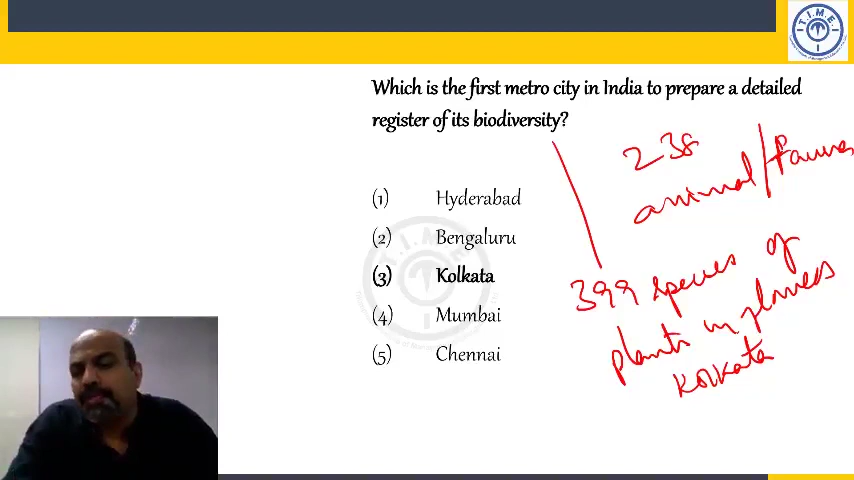 T.I.M.E.
Which is the first metro city in India to prepare a detailed
register of its biodiversity?
238
animal/fauna
(1) Hyderabad
(2) Bengaluru
(3) Kolkata
(4) Mumbai
(5) Chennai
399 species of
plants in flowers
Kolkata